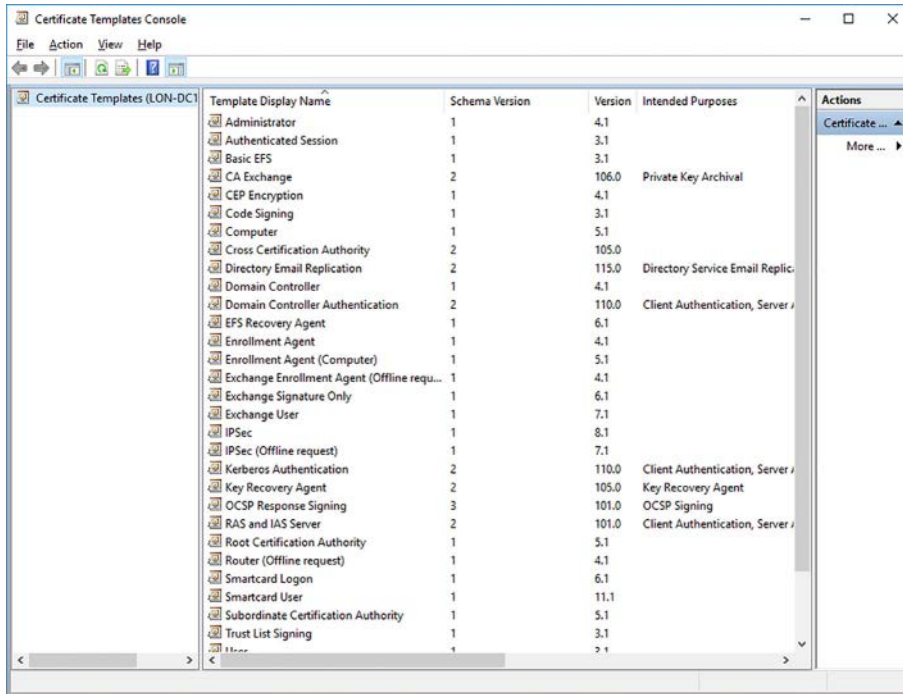 Certificate Templates Console
File Action View Help
Certificate Templates (LON-DC1
Template Display Name Schema Version Version Intended Purposes
Administrator 1 4.1
Authenticated Session 1 3.1
Basic EFS 1 3.1
CA Exchange 2 106.0 Private Key Archival
CEP Encryption 1 4.1
Code Signing 1 3.1
Computer 1 5.1
Cross Certification Authority 2 105.0
Directory Email Replication 2 115.0 Directory Service Email Replic
Domain Controller 1 4.1
Domain Controller Authentication 2 110.0 Client Authentication, Server
EFS Recovery Agent 1 6.1
Enrollment Agent 1 4.1
Enrollment Agent (Computer) 1 5.1
Exchange Enrollment Agent (Offline requ... 1 4.1
Exchange Signature Only 1 6.1
Exchange User 1 7.1
IPSec 1 8.1
IPSec (Offline request) 1 7.1
Kerberos Authentication 2 110.0 Client Authentication, Server
Key Recovery Agent 2 105.0 Key Recovery Agent
OCSP Response Signing 3 101.0 OCSP Signing
RAS and IAS Server 2 101.0 Client Authentication, Server
Root Certification Authority 1 5.1
Router (Offline request) 1 4.1
Smartcard Logon 1 6.1
Smartcard User 1 11.1
Subordinate Certification Authority 1 5.1
Trust List Signing 1 3.1
Actions
Certificate ...
More ...